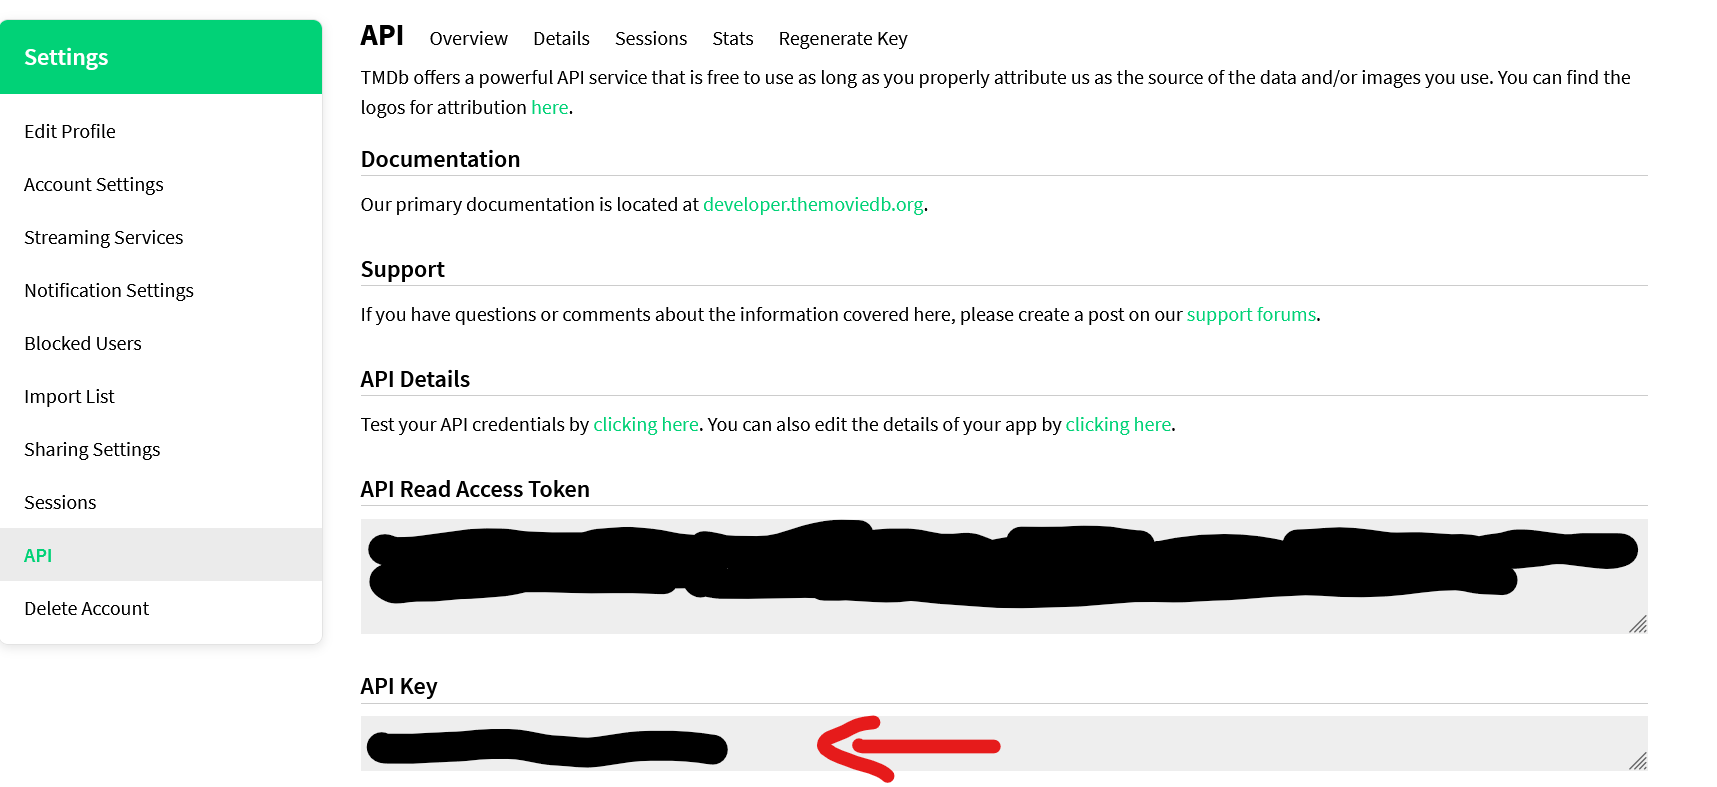 Settings
Edit Profile
Account Settings
Streaming Services
Notification Settings
Blocked Users
Import List
Sharing Settings
Sessions
API
Delete Account
API Overview Details Sessions Stats Regenerate Key
TMDb offers a powerful API service that is free to use as long as you properly attribute us as the source of the data and/or images you use. You can find the
logos for attribution here.
Documentation
Our primary documentation is located at developer.themoviedb.org.
Support
If you have questions or comments about the information covered here, please create a post on our support forums.
API Details
Test your API credentials by clicking here. You can also edit the details of your app by clicking here.
API Read Access Token
API Key